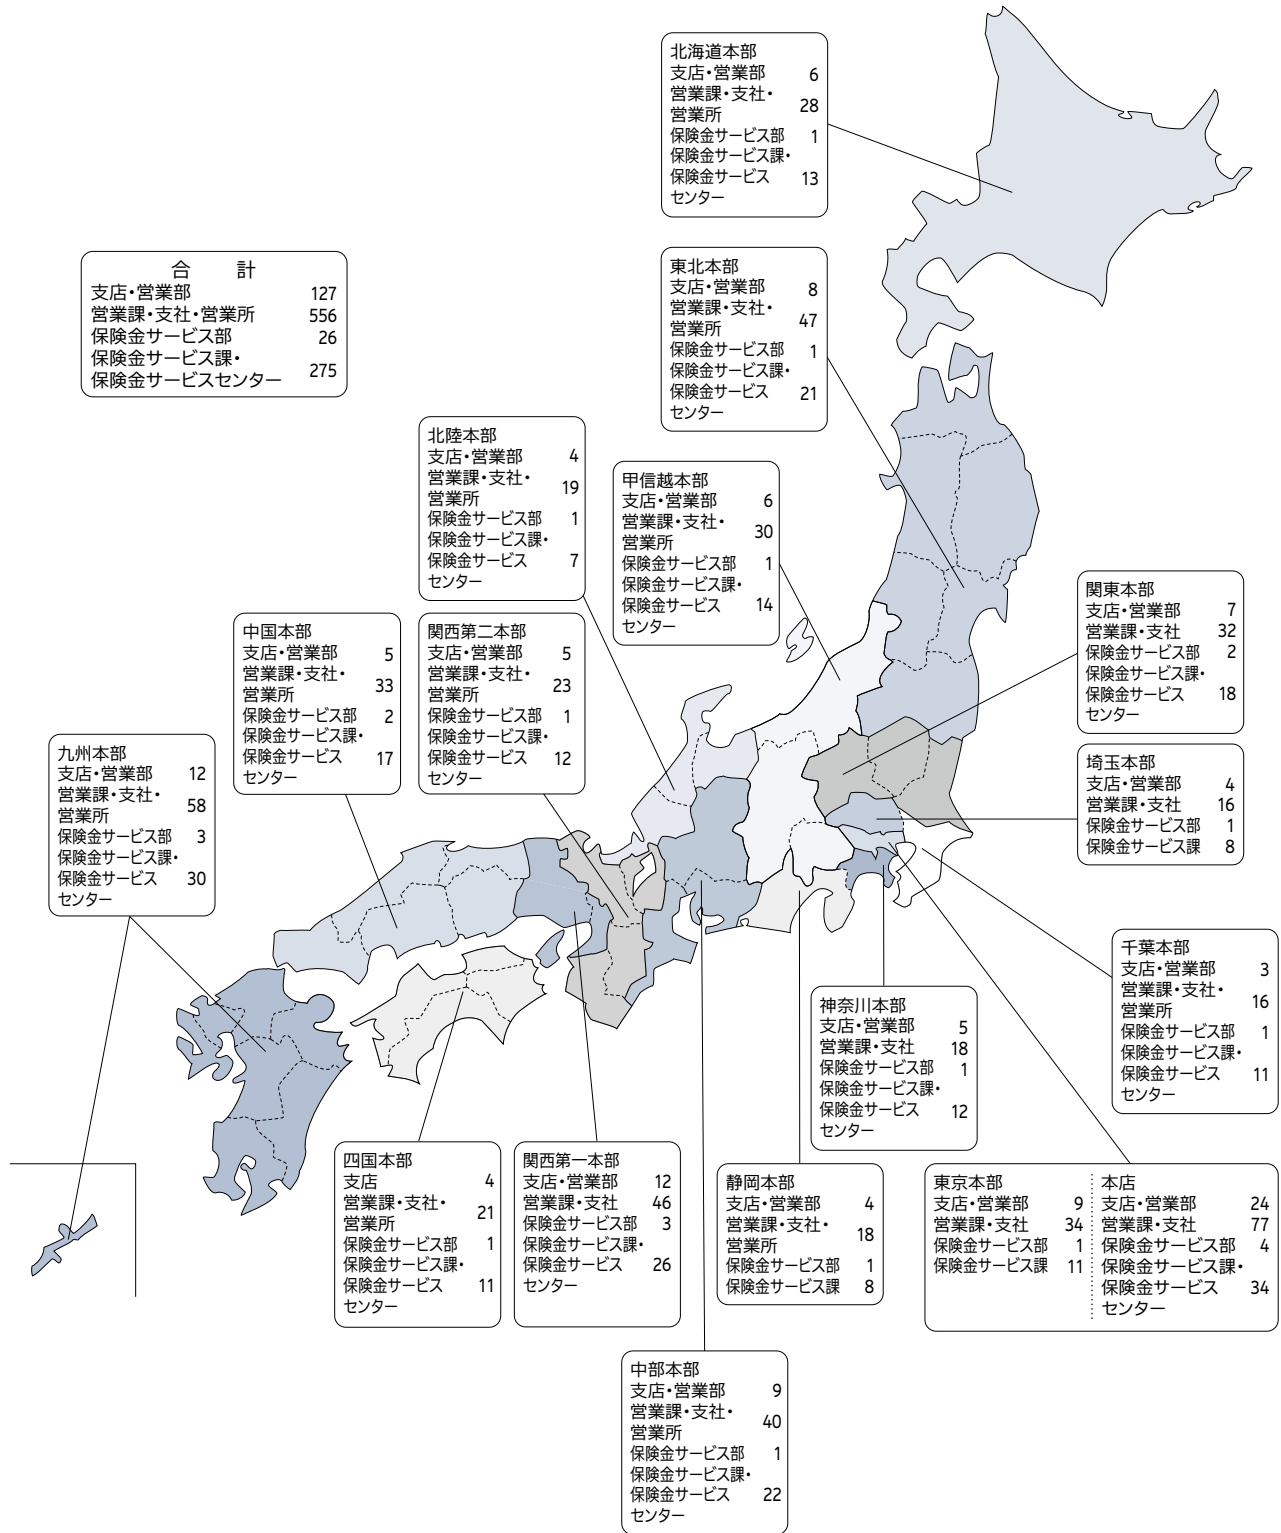 北海道本部
支店・営業部 6
営業課・支社・
営業所 28
保険金サービス部 1
保険金サービス課・
保険金サービス 13
センター
合　計
支店・営業部 127
営業課・支社・営業所 556
保険金サービス部 26
保険金サービス課・
保険金サービスセンター 275
東北本部
支店・営業部 8
営業課・支社・
営業所 47
保険金サービス部 1
保険金サービス課・
保険金サービス 21
センター
北陸本部
支店・営業部 4
営業課・支社・
営業所 19
保険金サービス部 1
保険金サービス課・
保険金サービス 7
センター
甲信越本部
支店・営業部 6
営業課・支社・
営業所 30
保険金サービス部 1
保険金サービス課・
保険金サービス 14
センター
関東本部
支店・営業部 7
営業課・支社 32
保険金サービス部 2
保険金サービス課・
保険金サービス 18
センター
中国本部
支店・営業部 5
営業課・支社・
営業所 33
保険金サービス部 2
保険金サービス課・
保険金サービス 17
センター
関西第二本部
支店・営業部 5
営業課・支社・
営業所 23
保険金サービス部 1
保険金サービス課・
保険金サービス 12
センター
九州本部
支店・営業部 12
営業課・支社・
営業所 58
保険金サービス部 3
保険金サービス課・
保険金サービス 30
センター
埼玉本部
支店・営業部 4
営業課・支社 16
保険金サービス部 1
保険金サービス課 8
千葉本部
支店・営業部 3
営業課・支社・
営業所 16
保険金サービス部 1
保険金サービス課・
保険金サービス 11
センター
神奈川本部
支店・営業部 5
営業課・支社 18
保険金サービス部 1
保険金サービス課・
保険金サービス 12
センター
四国本部
支店 4
営業課・支社・
営業所 21
保険金サービス部 1
保険金サービス課・
保険金サービス 11
センター
関西第一本部
支店・営業部 12
営業課・支社 46
保険金サービス部 3
保険金サービス課・
保険金サービス 26
センター
静岡本部
支店・営業部 4
営業課・支社・
営業所 18
保険金サービス部 1
保険金サービス課 8
東京本部
支店・営業部 9
営業課・支社 34
保険金サービス部 1
保険金サービス課 11
本店
支店・営業部 24
営業課・支社 77
保険金サービス部 4
保険金サービス課・
保険金サービス 34
センター
中部本部
支店・営業部 9
営業課・支社・
営業所 40
保険金サービス部 1
保険金サービス課・
保険金サービス 22
センター